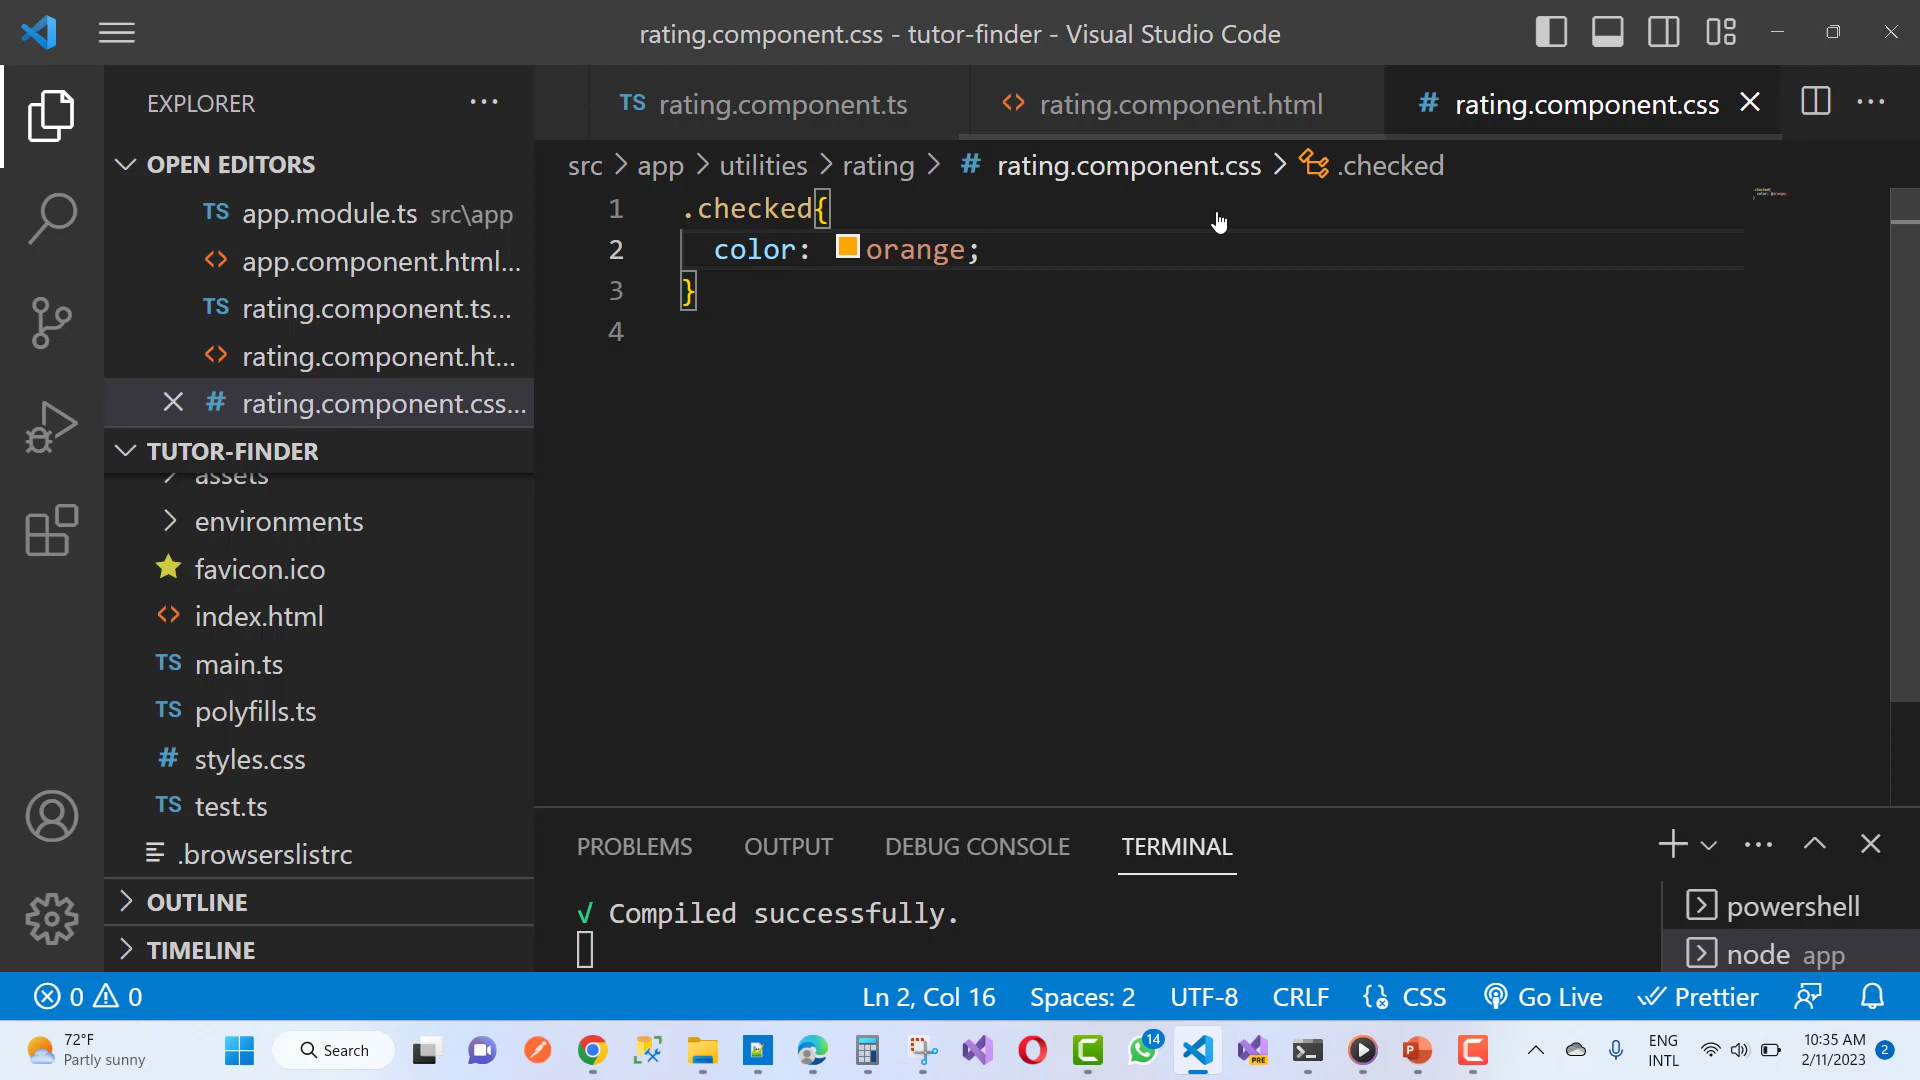 rating.component.css - tutor-finder - Visual Studio Code
EXPLORER
TS rating.component.ts
<> rating.component.html
# rating.component.css
OPEN EDITORS
src > app > utilities > rating > # rating.component.css > .checked
TS app.module.ts src\app
<> app.component.html...
TS rating.component.ts...
<> rating.component.ht...
# rating.component.css...
TUTOR-FINDER
assets
environments
favicon.ico
<> index.html
TS main.ts
TS polyfills.ts
# styles.css
TS test.ts
.browserslistrc
OUTLINE
TIMELINE
1 .checked{
2 color: orange;
3 }
4
PROBLEMS OUTPUT DEBUG CONSOLE TERMINAL
√ Compiled successfully.
powershell
node app
0 0
Ln 2, Col 16 Spaces: 2 UTF-8 CRLF CSS Go Live Prettier
72°F
Partly sunny
Search
14
PRE
ENG
INTL
10:35 AM
2/11/2023
2